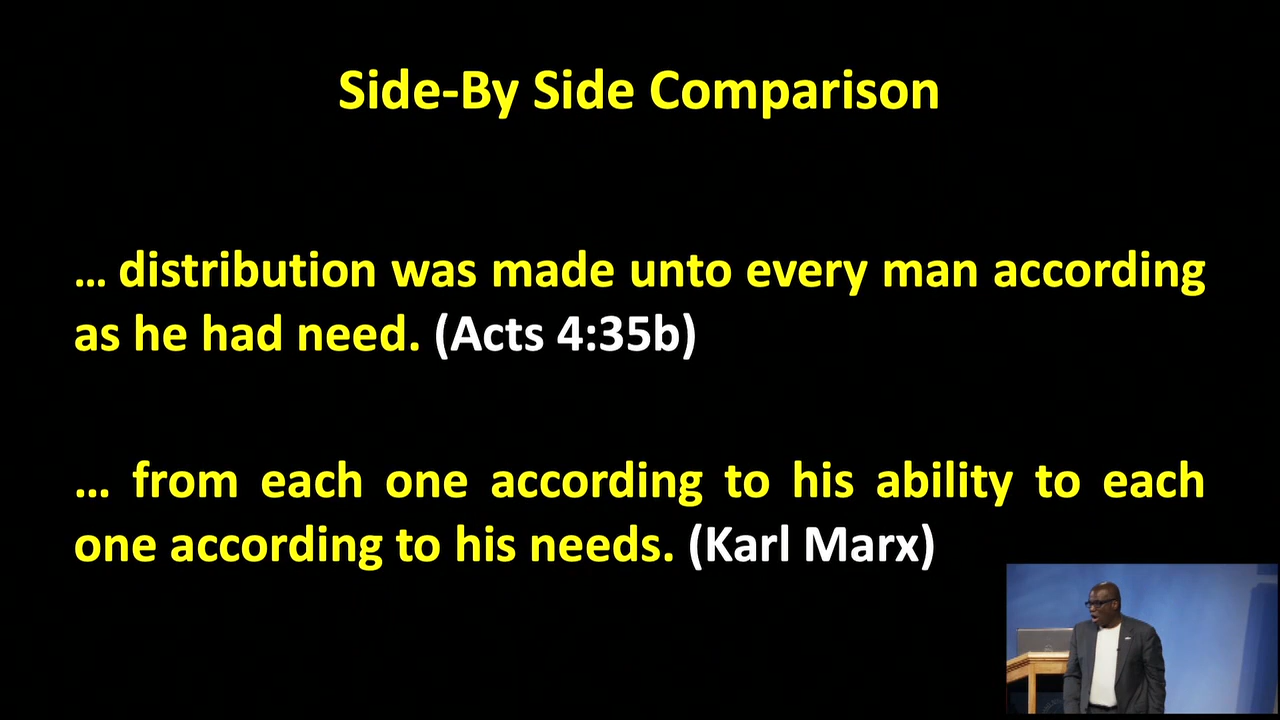 Side-By Side Comparison
… distribution was made unto every man according
as he had need. (Acts 4:35b)
… from each one according to his ability to each
one according to his needs. (Karl Marx)